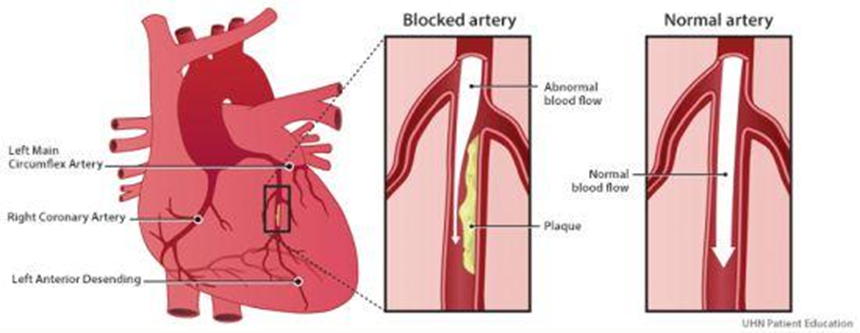 Blocked artery
Normal artery
Abnormal
blood flow
Left Main
Circumflex Artery
Normal
blood flow
Right Coronary Artery
Plaque
Left Anterior Desending
UHN Patient Education